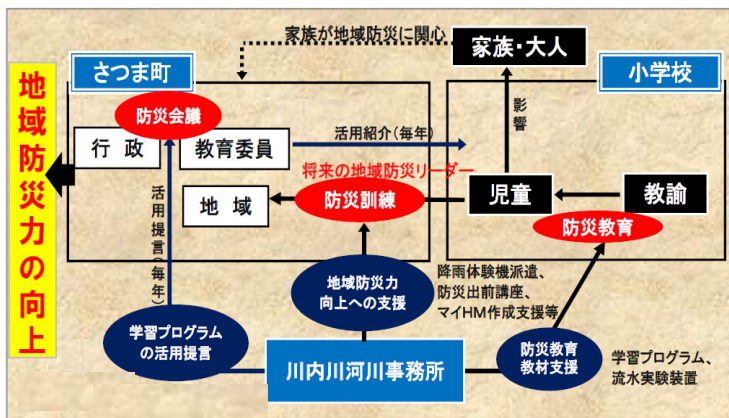 家族が地域防災に関心
家族・大人
さつま町
小学校
地域防災力の向上
防災会議
行政
教育委員
活用紹介（毎年）
影響
将来の地域防災リーダー
地域
防災訓練
児童
教諭
防災教育
活用提言（毎年）
地域防災力
向上への支援
降雨体験機派遣、
防災出前講座、
マイHM作成支援等
学習プログラム
の活用提言
川内川河川事務所
防災教育
教材支援
学習プログラム、
流水実験装置